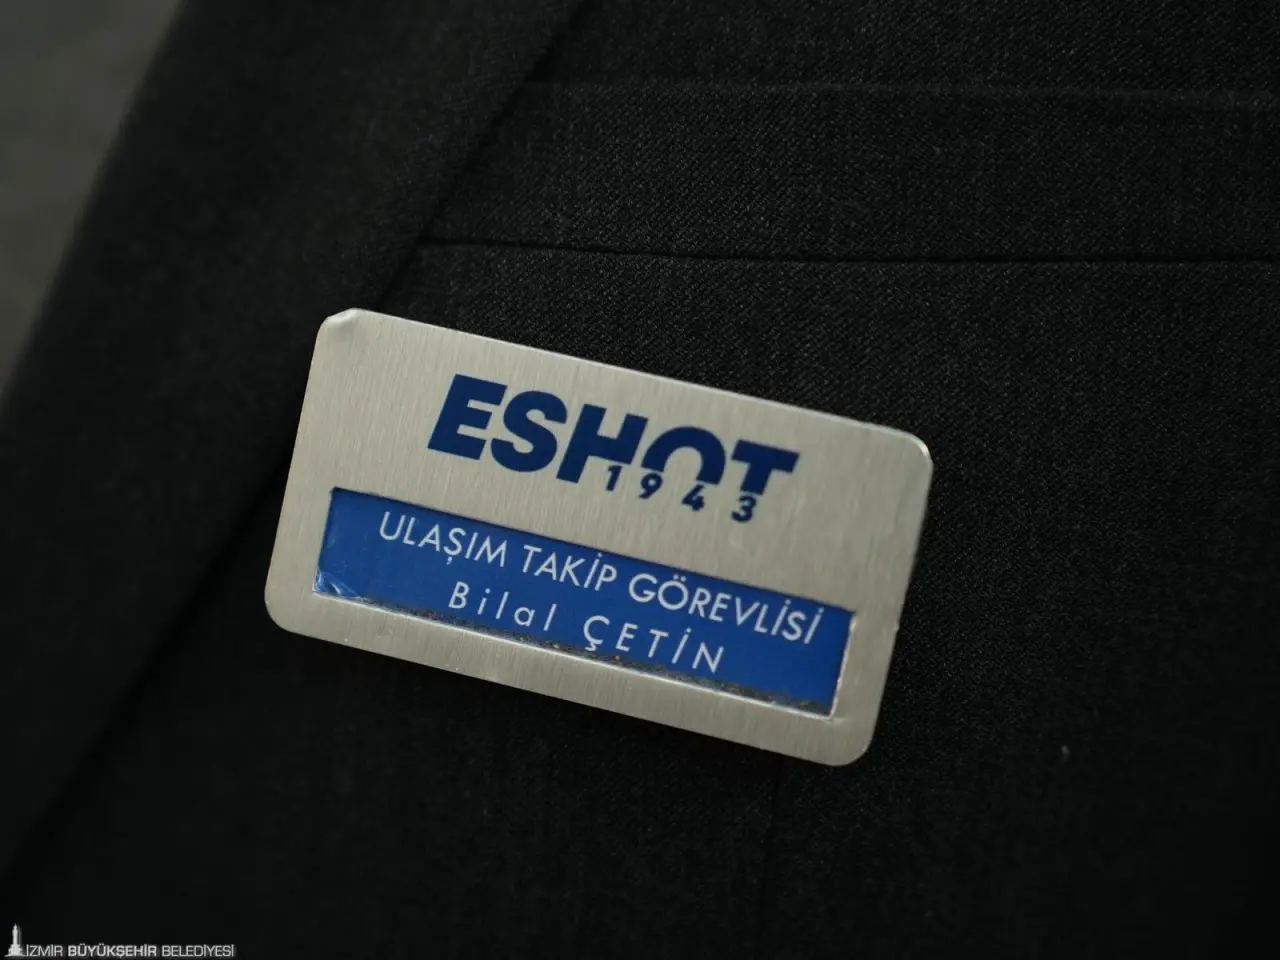 ESHOT
1943
ULAŞIM TAKİP GÖREVLİSİ
Bilal ÇETİN
İZMİR BÜYÜKŞEHİR BELEDİYESİ